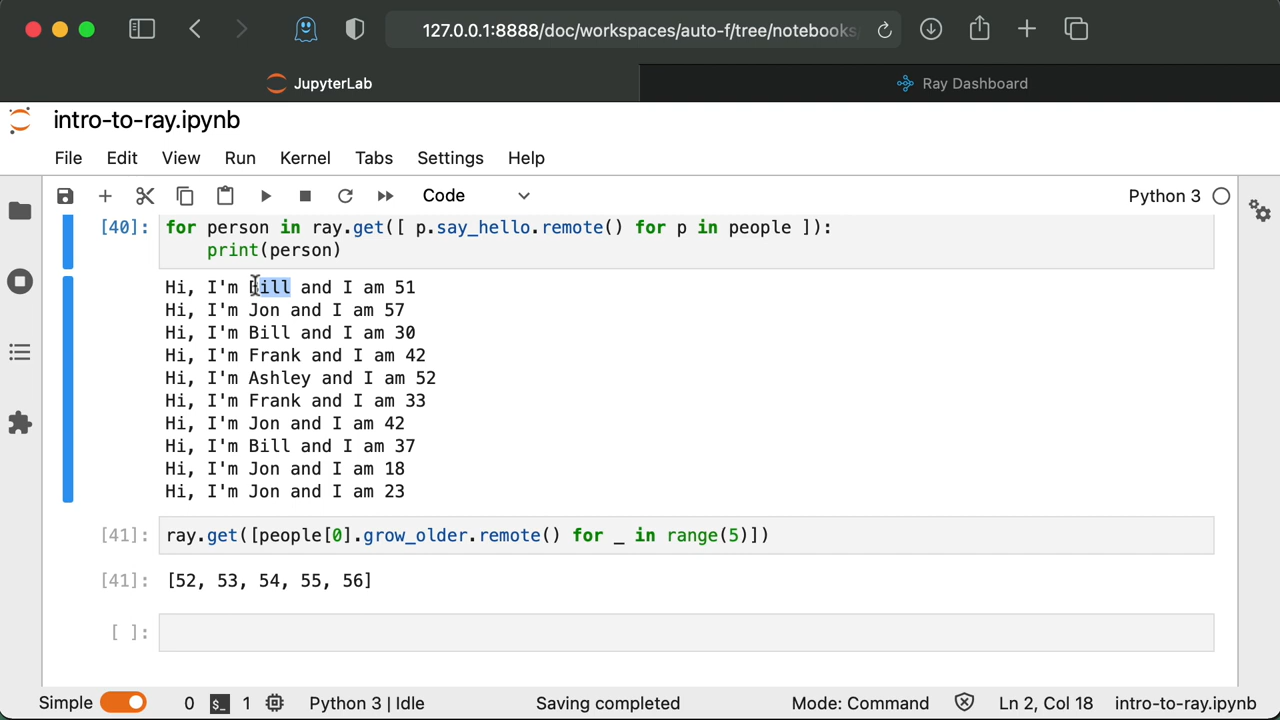 127.0.0.1:8888/doc/workspaces/auto-f/tree/notebooks
JupyterLab
Ray Dashboard
intro-to-ray.ipynb
File Edit View Run Kernel Tabs Settings Help
Code
Python 3
[40]: for person in ray.get([ p.say_hello.remote() for p in people ]):
print(person)
Hi, I'm Bill and I am 51
Hi, I'm Jon and I am 57
Hi, I'm Bill and I am 30
Hi, I'm Frank and I am 42
Hi, I'm Ashley and I am 52
Hi, I'm Frank and I am 33
Hi, I'm Jon and I am 42
Hi, I'm Bill and I am 37
Hi, I'm Jon and I am 18
Hi, I'm Jon and I am 23
[41]: ray.get([people[0].grow_older.remote() for _ in range(5)])
[41]: [52, 53, 54, 55, 56]
[ ]:
Simple 0 $_ 1 Python 3 | Idle Saving completed Mode: Command Ln 2, Col 18 intro-to-ray.ipynb